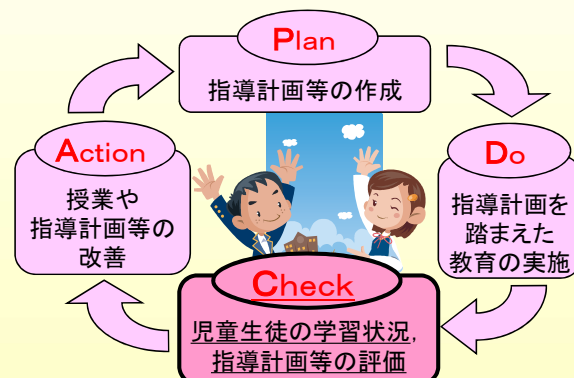 Plan
指導計画等の作成
Do
指導計画を
踏まえた
教育の実施
Check
児童生徒の学習状況，
指導計画等の評価
Action
授業や
指導計画等の
改善